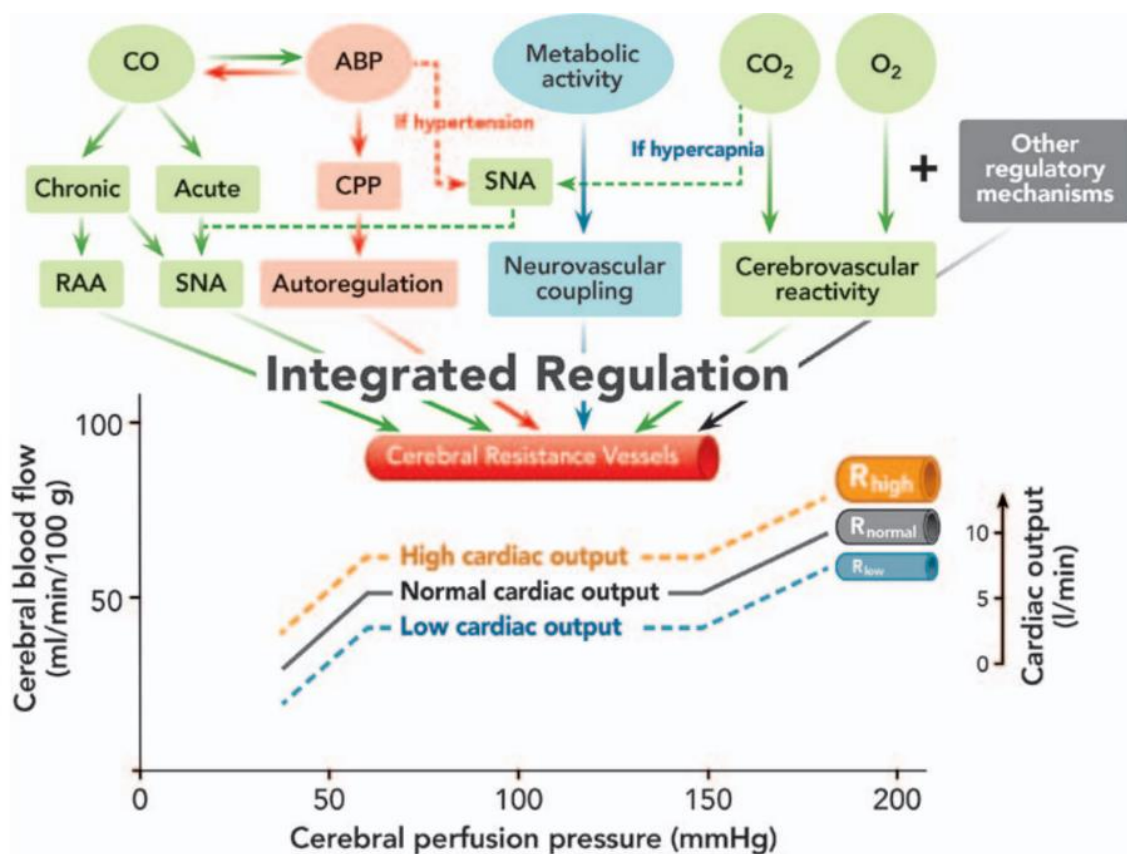 CO
ABP
Metabolic
activity
CO₂
O₂
If hypertension
If hypercapnia
Other
regulatory
mechanisms
+
Chronic
Acute
CPP
SNA
RAA
SNA
Autoregulation
Neurovascular
coupling
Cerebrovascular
reactivity
Integrated Regulation
Cerebral Resistance Vessels
Cerebral blood flow
(ml/min/100 g)
100
50
0
50
100
150
200
Cerebral perfusion pressure (mmHg)
High cardiac output
Normal cardiac output
Low cardiac output
R high
R normal
R low
10
5
0
Cardiac output
(l/min)